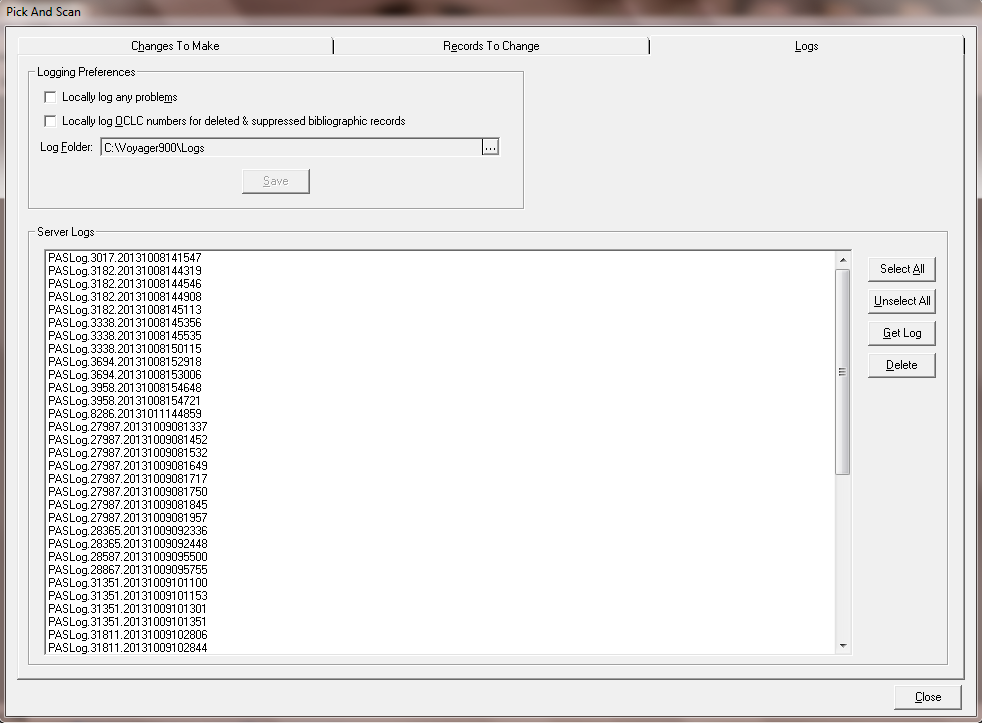 Pick And Scan
Changes To Make
Records To Change
Logs
Logging Preferences
Locally log any problems
Locally log OCLC numbers for deleted & suppressed bibliographic records
Log Folder: C:\Voyager900\Logs ...
Save
Server Logs
PASLog.3017.20131008141547
PASLog.3182.20131008144319
PASLog.3182.20131008144546
PASLog.3182.20131008144908
PASLog.3182.20131008145113
PASLog.3338.20131008145356
PASLog.3338.20131008145535
PASLog.3338.20131008150115
PASLog.3694.20131008152918
PASLog.3694.20131008153006
PASLog.3958.20131008154648
PASLog.3958.20131008154721
PASLog.8286.20131011144859
PASLog.27987.20131009081337
PASLog.27987.20131009081452
PASLog.27987.20131009081532
PASLog.27987.20131009081649
PASLog.27987.20131009081717
PASLog.27987.20131009081750
PASLog.27987.20131009081845
PASLog.27987.20131009081957
PASLog.28365.20131009092336
PASLog.28365.20131009092448
PASLog.28587.20131009095500
PASLog.28867.20131009095755
PASLog.31351.20131009101100
PASLog.31351.20131009101153
PASLog.31351.20131009101301
PASLog.31351.20131009101351
PASLog.31811.20131009102806
PASLog.31811.20131009102844
Select All
Unselect All
Get Log
Delete
Close